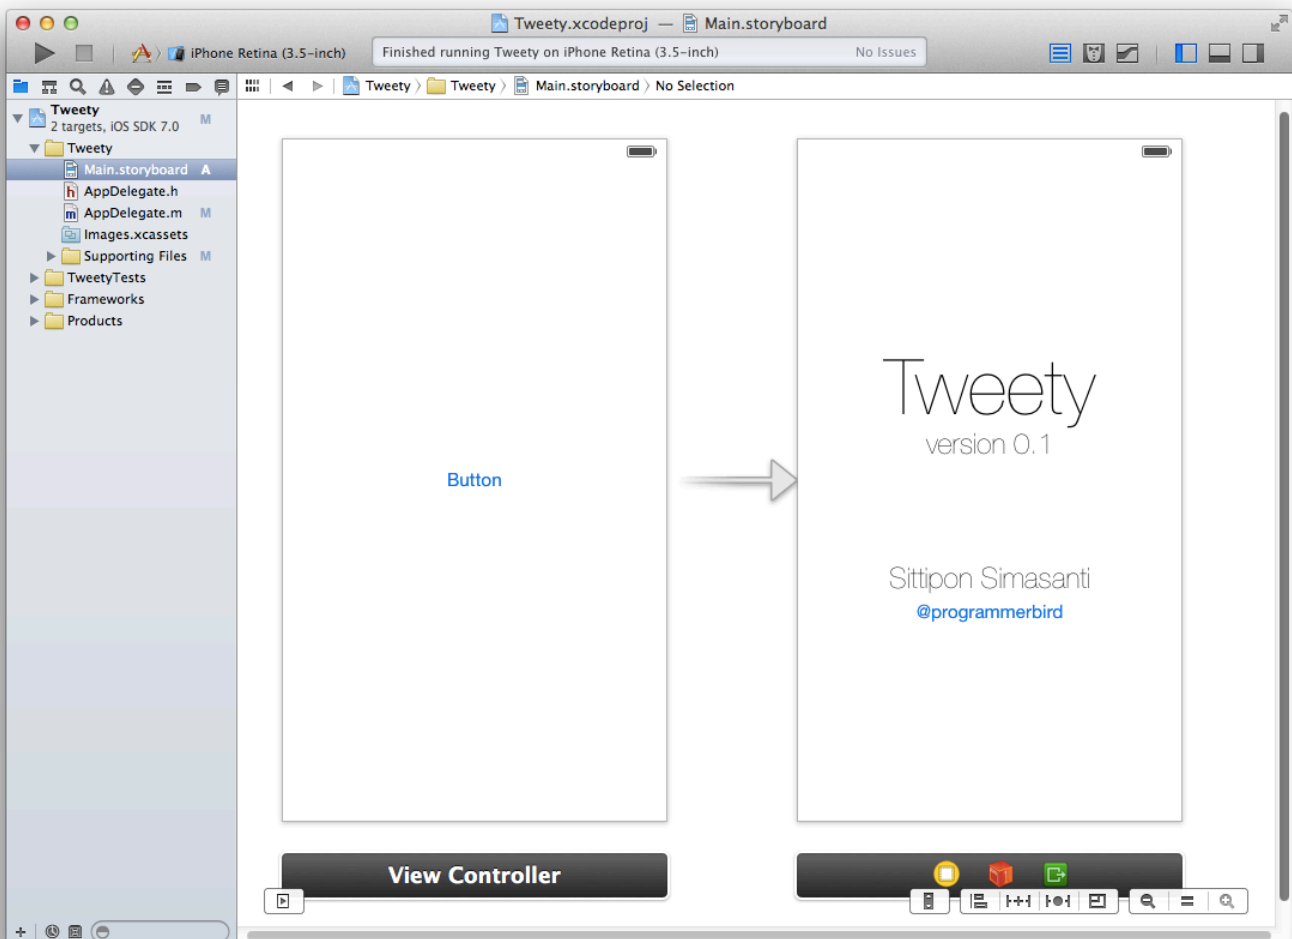 Tweety.xcodeproj — Main.storyboard
iPhone Retina (3.5-inch)
Finished running Tweety on iPhone Retina (3.5-inch)
No Issues
Tweety
Tweety
Main.storyboard
No Selection
Tweety
M
2 targets, iOS SDK 7.0
Tweety
Main.storyboard A
AppDelegate.h
AppDelegate.m M
Images.xcassets
Supporting Files M
TweetyTests
Frameworks
Products
Button
Tweety
version 0.1
Sittipon Simasanti
@programmerbird
View Controller